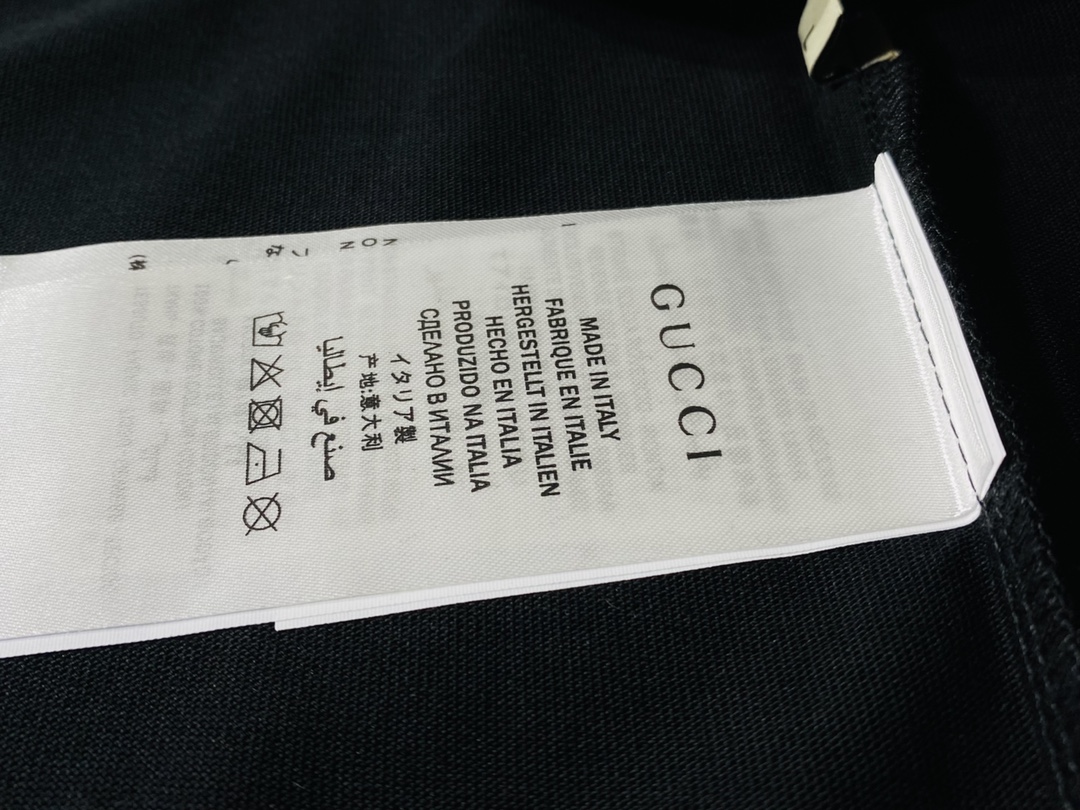 GUCCI
MADE IN ITALY
FABRIQUE EN ITALIE
HERGESTELLT IN ITALIEN
HECHO EN ITALIA
PRODUZIDO NA ITALIA
СДЕЛАНО В ИТАЛИИ
イタリア製
产地:意大利
صنع في إيطاليا